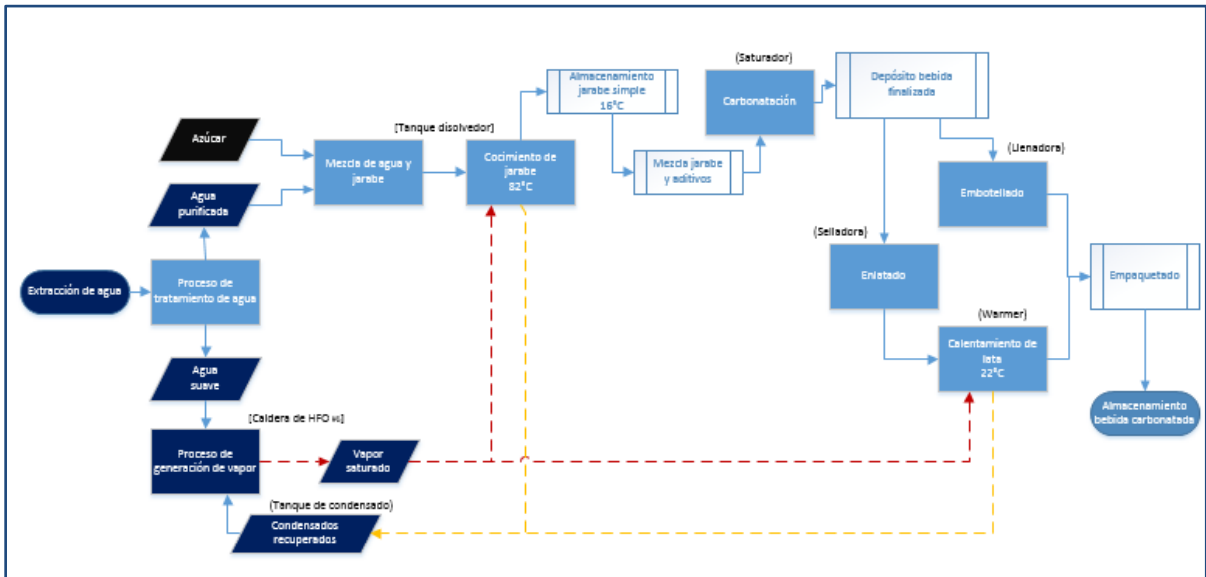 (Saturador)
Almacenamiento
jarabe simple
16°C
Carbonatación
Depósito bebida
finalizada
Azúcar
[Tanque disolvedor]
Mezcla de agua y
jarabe
Cocimiento de
jarabe
82°C
Mezcla jarabe
y aditivos
(Llenadora)
Embotellado
Agua
purificada
(Selladora)
Enlatado
Extracción de agua
Proceso de
tratamiento de agua
Empaquetado
(Warmer)
Calentamiento de
lata
22°C
Agua
suave
[Caldera de HFO #6]
Almacenamiento
bebida carbonatada
Proceso de
generación de vapor
Vapor
saturado
(Tanque de condensado)
Condensados
recuperados